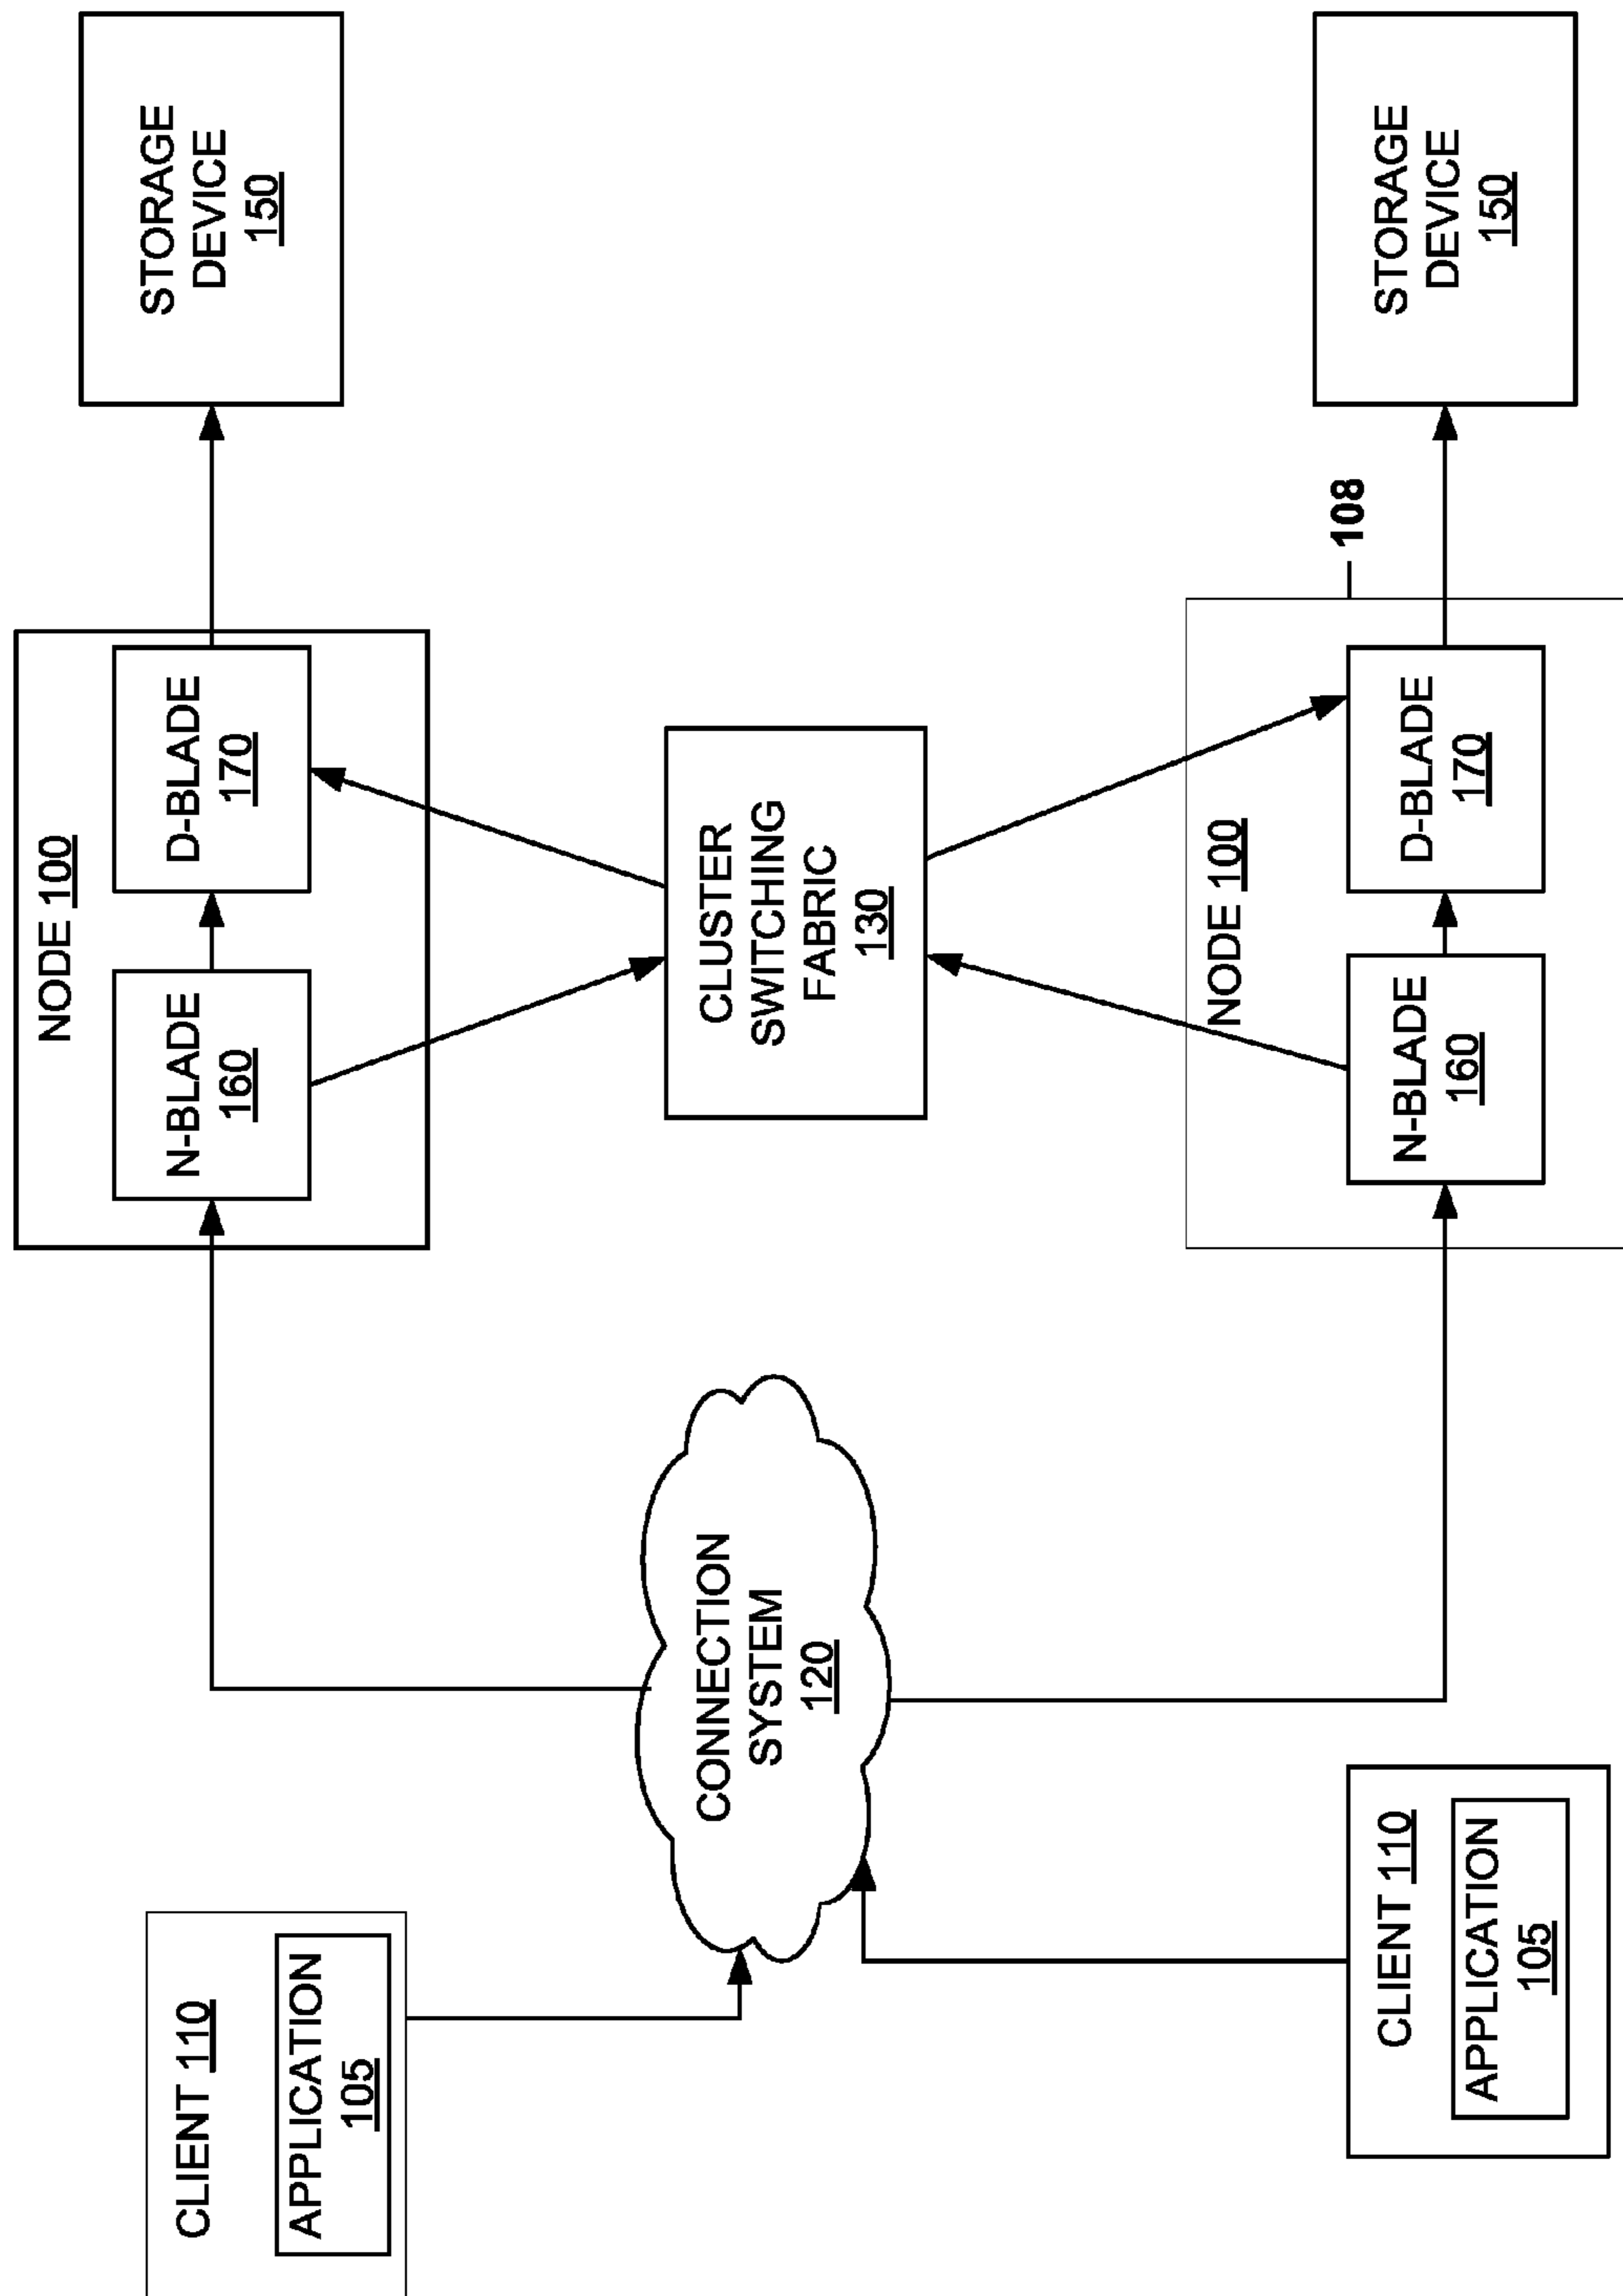 CLIENT 110
APPLICATION
105
CONNECTION
SYSTEM
120
NODE 100
N-BLADE
160
D-BLADE
170
STORAGE
DEVICE
150
CLUSTER
SWITCHING
FABRIC
130
CLIENT 110
APPLICATION
105
NODE 100
N-BLADE
160
D-BLADE
170
108
STORAGE
DEVICE
150